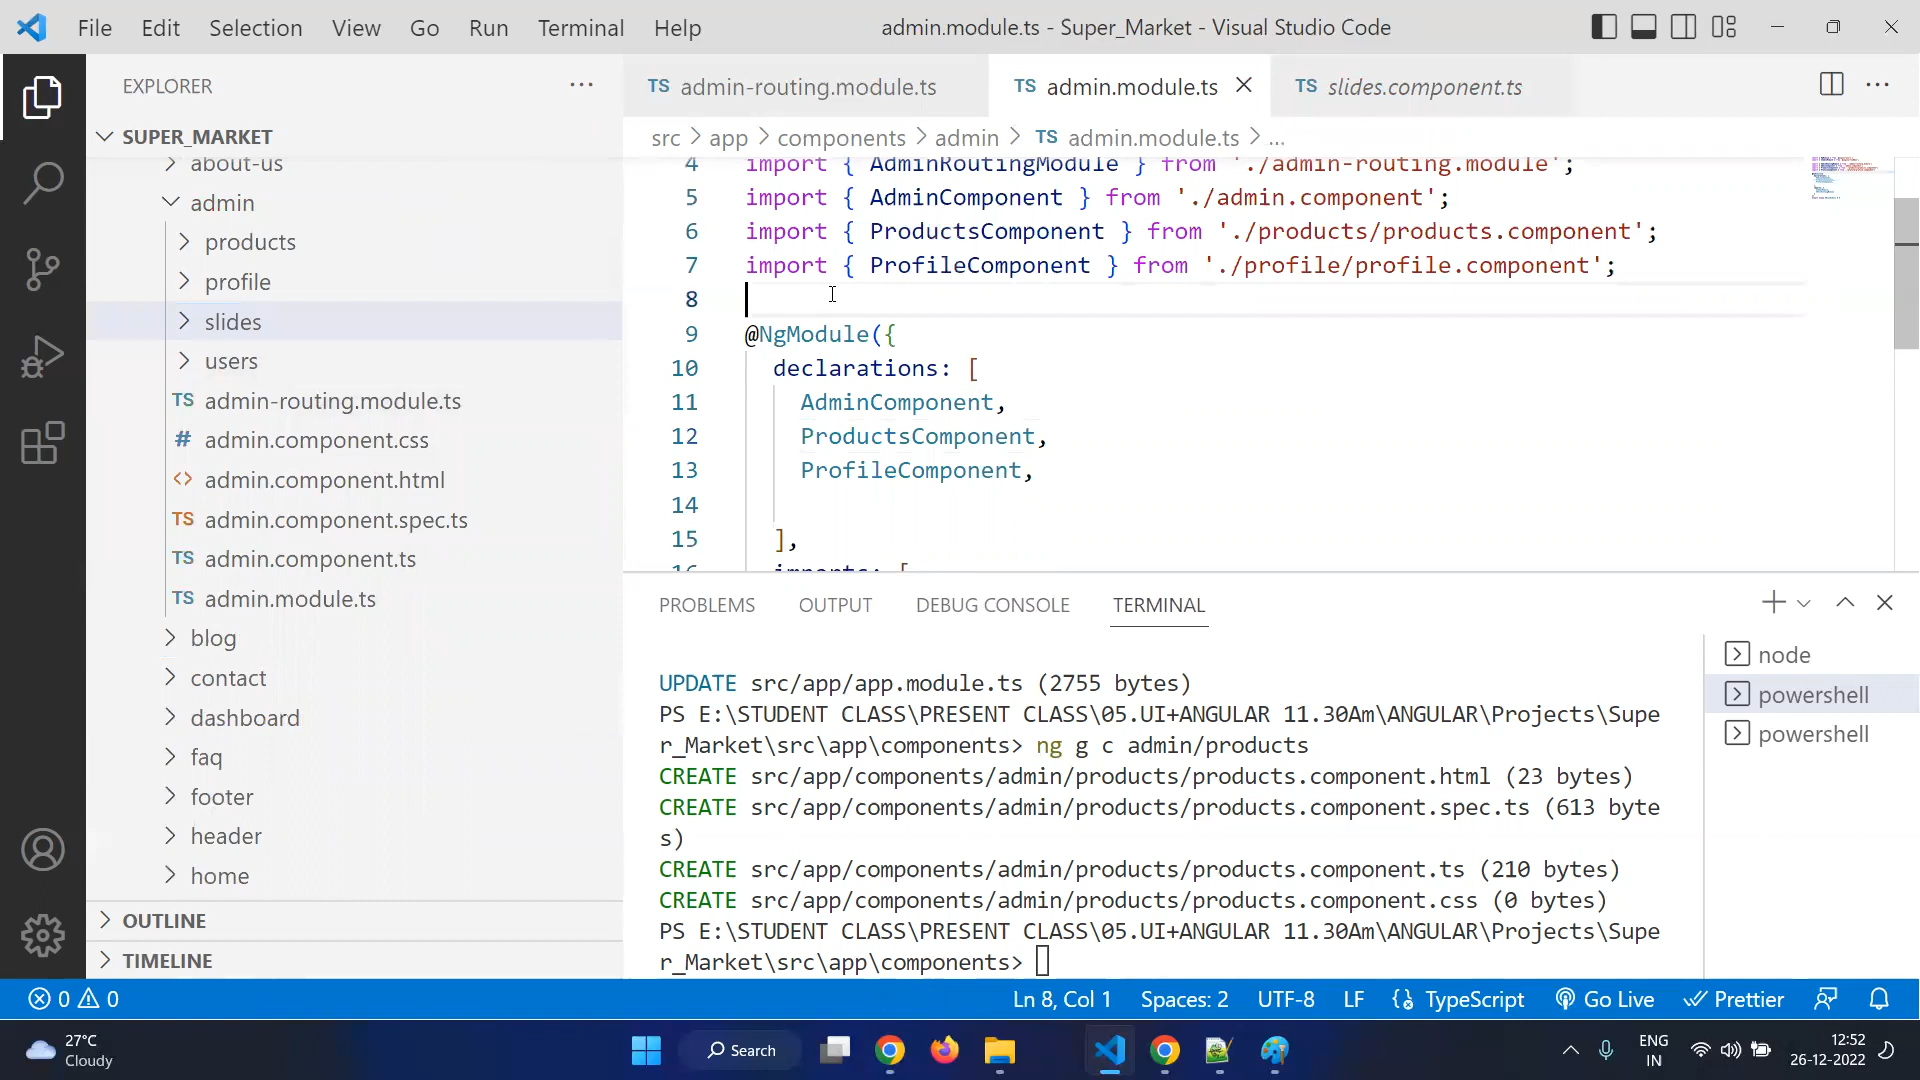 File Edit Selection View Go Run Terminal Help
admin.module.ts - Super_Market - Visual Studio Code
EXPLORER
SUPER_MARKET
about-us
admin
products
profile
slides
users
TS admin-routing.module.ts
# admin.component.css
<> admin.component.html
TS admin.component.spec.ts
TS admin.component.ts
TS admin.module.ts
blog
contact
dashboard
faq
footer
header
home
OUTLINE
TIMELINE
TS admin-routing.module.ts TS admin.module.ts TS slides.component.ts
src > app > components > admin > TS admin.module.ts > ...
4 import { AdminRoutingModule } from './admin-routing.module';
5 import { AdminComponent } from './admin.component';
6 import { ProductsComponent } from './products/products.component';
7 import { ProfileComponent } from './profile/profile.component';
8
9 @NgModule({
10 declarations: [
11 AdminComponent,
12 ProductsComponent,
13 ProfileComponent,
14
15 ],
16 imports: [
PROBLEMS OUTPUT DEBUG CONSOLE TERMINAL
UPDATE src/app/app.module.ts (2755 bytes)
PS E:\STUDENT CLASS\PRESENT CLASS\05.UI+ANGULAR 11.30Am\ANGULAR\Projects\Supe
r_Market\src\app\components> ng g c admin/products
CREATE src/app/components/admin/products/products.component.html (23 bytes)
CREATE src/app/components/admin/products/products.component.spec.ts (613 byte
s)
CREATE src/app/components/admin/products/products.component.ts (210 bytes)
CREATE src/app/components/admin/products/products.component.css (0 bytes)
PS E:\STUDENT CLASS\PRESENT CLASS\05.UI+ANGULAR 11.30Am\ANGULAR\Projects\Supe
r_Market\src\app\components>
node
powershell
powershell
0 0 Ln 8, Col 1 Spaces: 2 UTF-8 LF TypeScript Go Live Prettier
27°C
Cloudy
Search
ENG
IN
12:52
26-12-2022